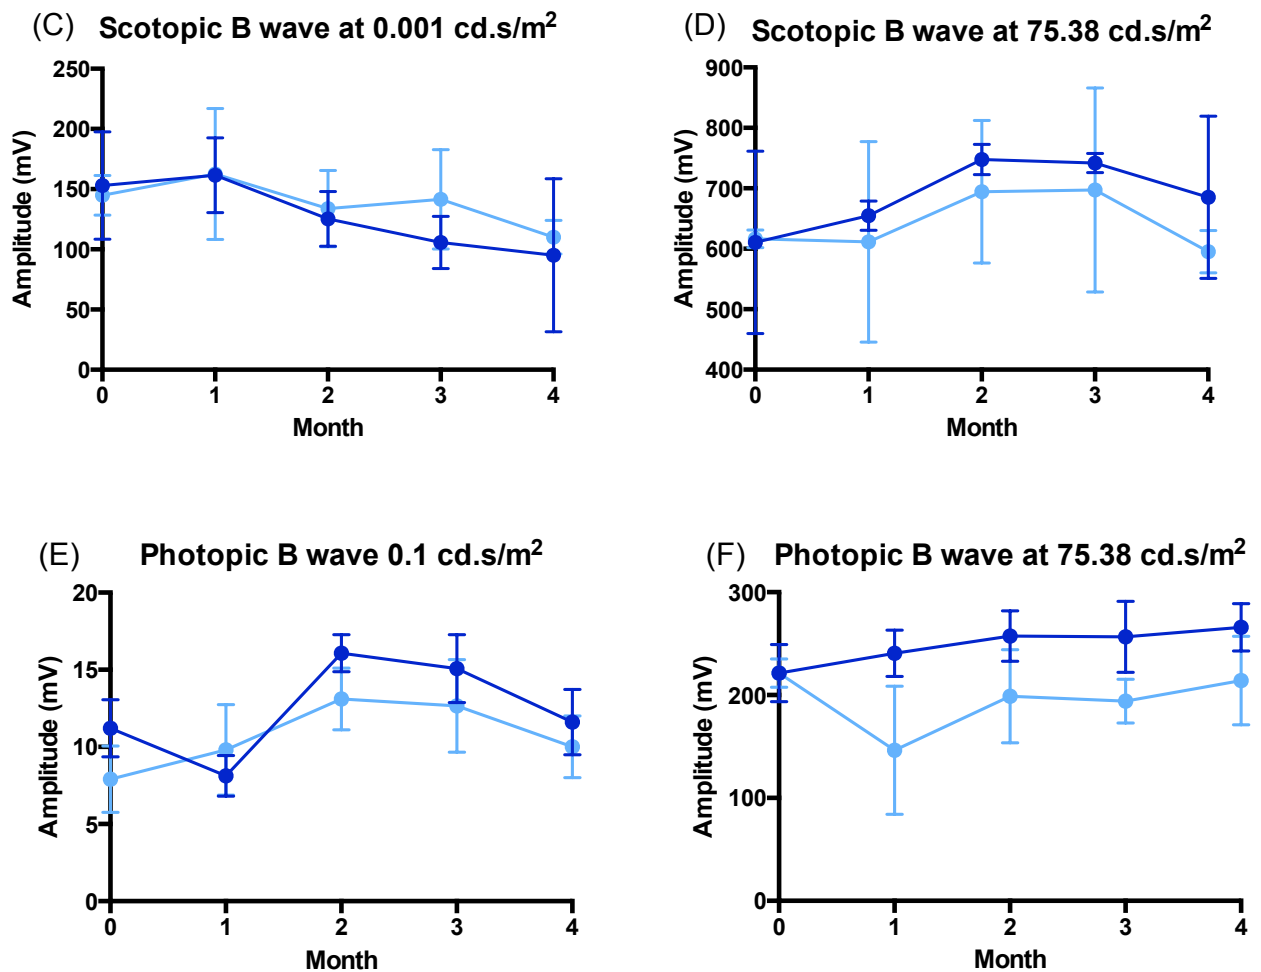 (C) Scotopic B wave at 0.001 cd.s/m²
250
200
150
100
50
0
Amplitude (mV)
0 1 2 3 4
Month
(D) Scotopic B wave at 75.38 cd.s/m²
900
800
700
600
500
400
Amplitude (mV)
0 1 2 3 4
Month
(E) Photopic B wave 0.1 cd.s/m²
20
15
10
5
0
Amplitude (mV)
0 1 2 3 4
Month
(F) Photopic B wave at 75.38 cd.s/m²
300
200
100
0
Amplitude (mV)
0 1 2 3 4
Month